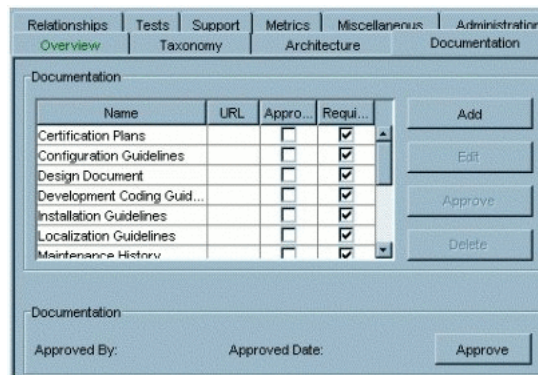 Relationships Tests Support Metrics Miscellaneous Administration
Overview Taxonomy Architecture Documentation
Documentation
Name URL Appro... Requi...
Certification Plans
Configuration Guidelines
Design Document
Development Coding Guid...
Installation Guidelines
Localization Guidelines
Maintenance History
Add
Edit
Approve
Delete
Documentation
Approved By: Approved Date: Approve